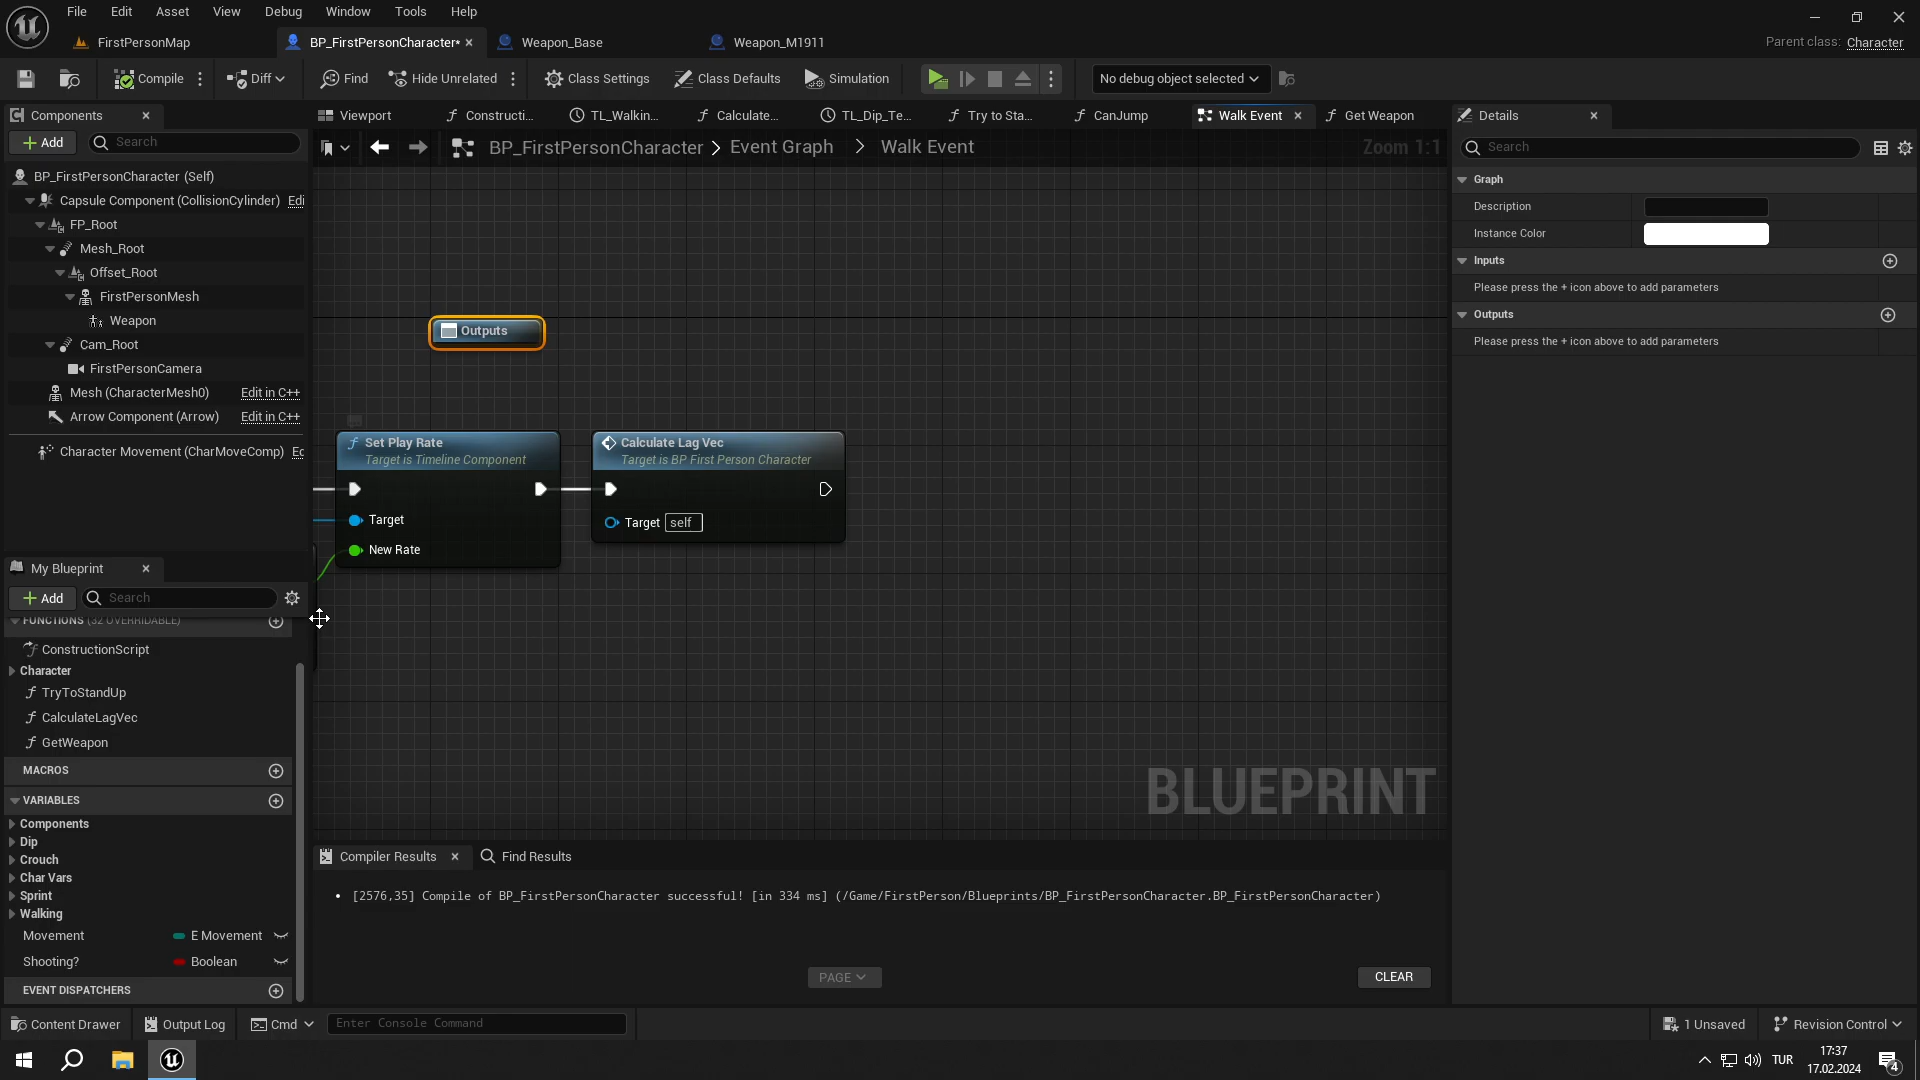 File Edit Asset View Debug Window Tools Help
FirstPersonMap BP_FirstPersonCharacter* Weapon_Base Weapon_M1911
Parent class: Character
Compile Diff Find Hide Unrelated Class Settings Class Defaults Simulation No debug object selected
Components
Add Search
BP_FirstPersonCharacter (Self)
Capsule Component (CollisionCylinder) Edi
FP_Root
Mesh_Root
Offset_Root
FirstPersonMesh
Weapon
Cam_Root
FirstPersonCamera
Mesh (CharacterMesh0) Edit in C++
Arrow Component (Arrow) Edit in C++
Character Movement (CharMoveComp) Ec
My Blueprint
Add Search
FUNCTIONS (32 OVERRIDABLE)
ConstructionScript
Character
TryToStandUp
CalculateLagVec
GetWeapon
MACROS
VARIABLES
Components
Dip
Crouch
Char Vars
Sprint
Walking
Movement E Movement
Shooting? Boolean
EVENT DISPATCHERS
Viewport Constructi... TL_Walkin... Calculate... TL_Dip_Te... Try to Sta... CanJump Walk Event Get Weapon
BP_FirstPersonCharacter > Event Graph > Walk Event
Zoom 1:1
Outputs
Set Play Rate
Target is Timeline Component
Target
New Rate
Calculate Lag Vec
Target is BP First Person Character
Target self
BLUEPRINT
Compiler Results Find Results
[2576,35] Compile of BP_FirstPersonCharacter successful! [in 334 ms] (/Game/FirstPerson/Blueprints/BP_FirstPersonCharacter.BP_FirstPersonCharacter)
PAGE CLEAR
Details
Search
Graph
Description
Instance Color
Inputs
Please press the + icon above to add parameters
Outputs
Please press the + icon above to add parameters
Content Drawer Output Log Cmd Enter Console Command 1 Unsaved Revision Control
TUR
17:37
17.02.2024
4